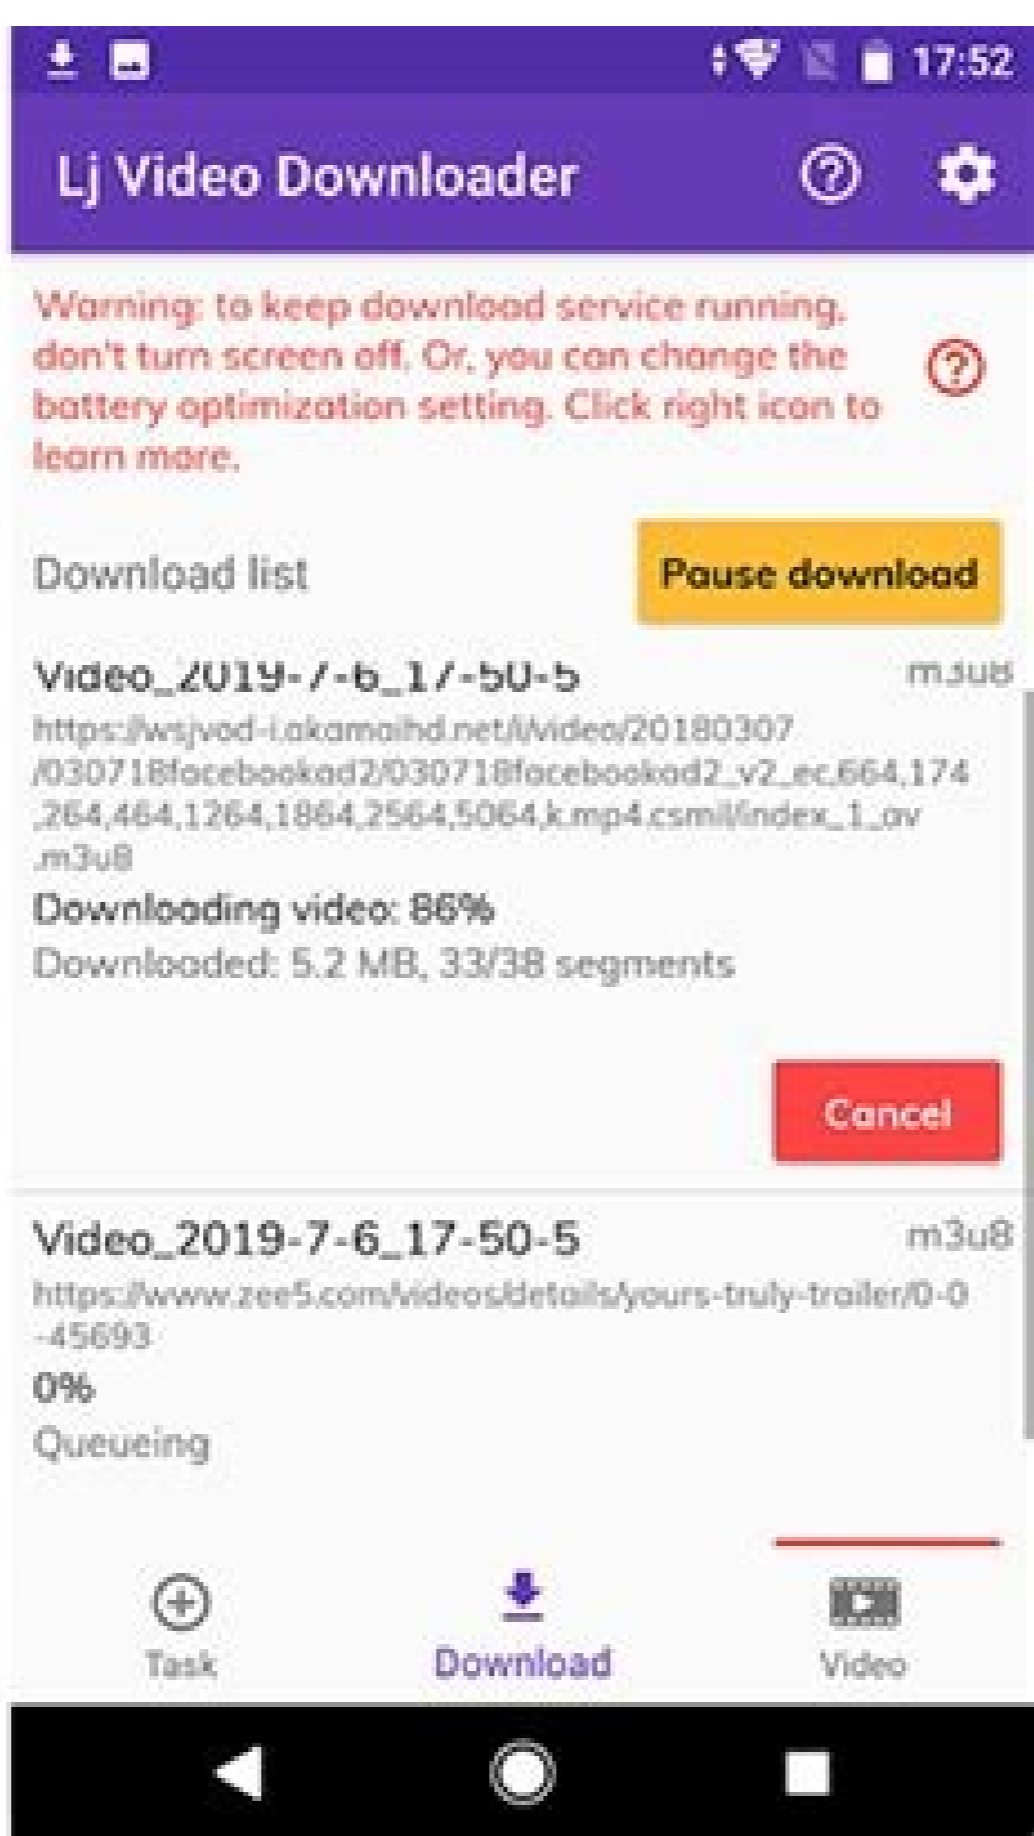 17:52
Lj Video Downloader
Warning: to keep download service running,
don't turn screen off. Or, you can change the
battery optimization setting. Click right icon to
learn more.
Download list
Pause download
Video_2019-7-6_17-50-5
m3u8
https://wsjvod-i.akamaihd.net/i/video/20180307
/030718facebookad2/030718facebookad2_v2_ec,664,174
,264,464,1264,1864,2564,5064,k.mp4.csmil/index_1_av
.m3u8
Downloading video: 86%
Downloaded: 5.2 MB, 33/38 segments
Cancel
Video_2019-7-6_17-50-5
m3u8
https://www.zee5.com/videos/details/yours-truly-trailer/0-0
-45693
0%
Queueing
Task
Download
Video